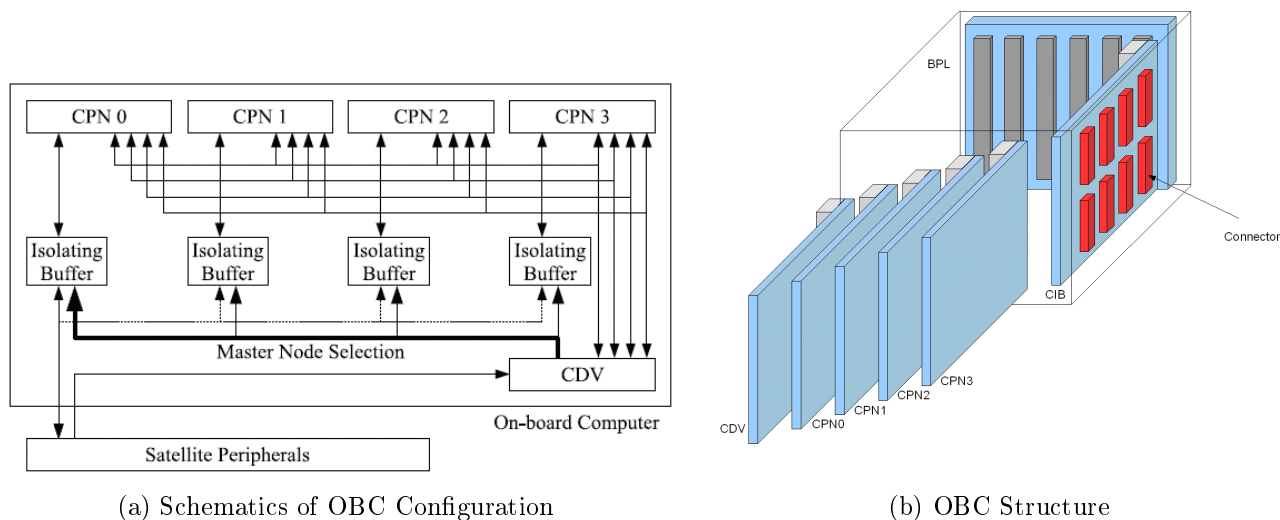 CPN 0
CPN 1
CPN 2
CPN 3
Isolating
Buffer
Isolating
Buffer
Isolating
Buffer
Isolating
Buffer
Master Node Selection
CDV
On-board Computer
Satellite Peripherals
(a) Schematics of OBC Configuration
BPL
Connector
CIB
CPN3
CPN2
CPN1
CPN0
CDV
(b) OBC Structure